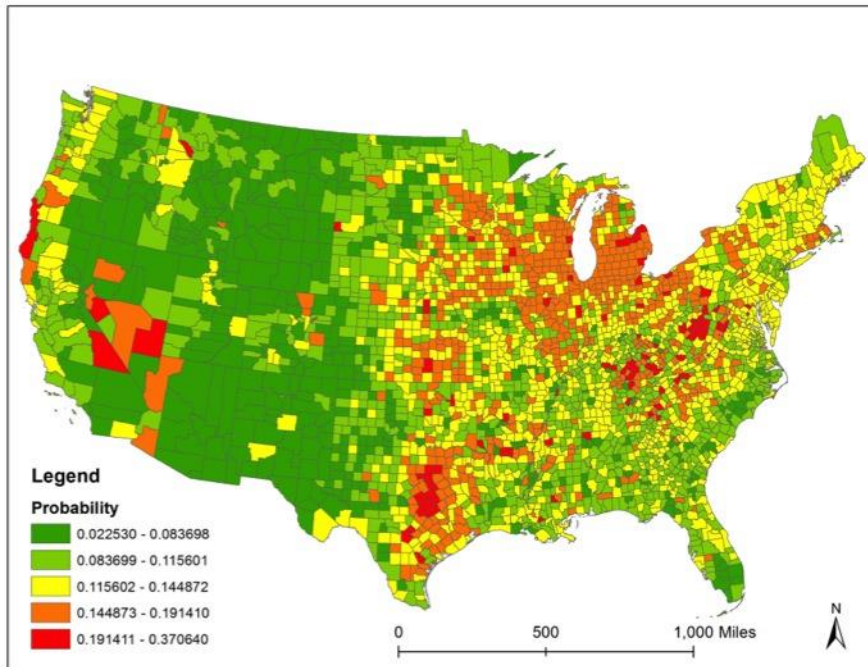 Legend
Probability
0.022530 - 0.083698
0.083699 - 0.115601
0.115602 - 0.144872
0.144873 - 0.191410
0.191411 - 0.370640
N
0 500 1,000 Miles